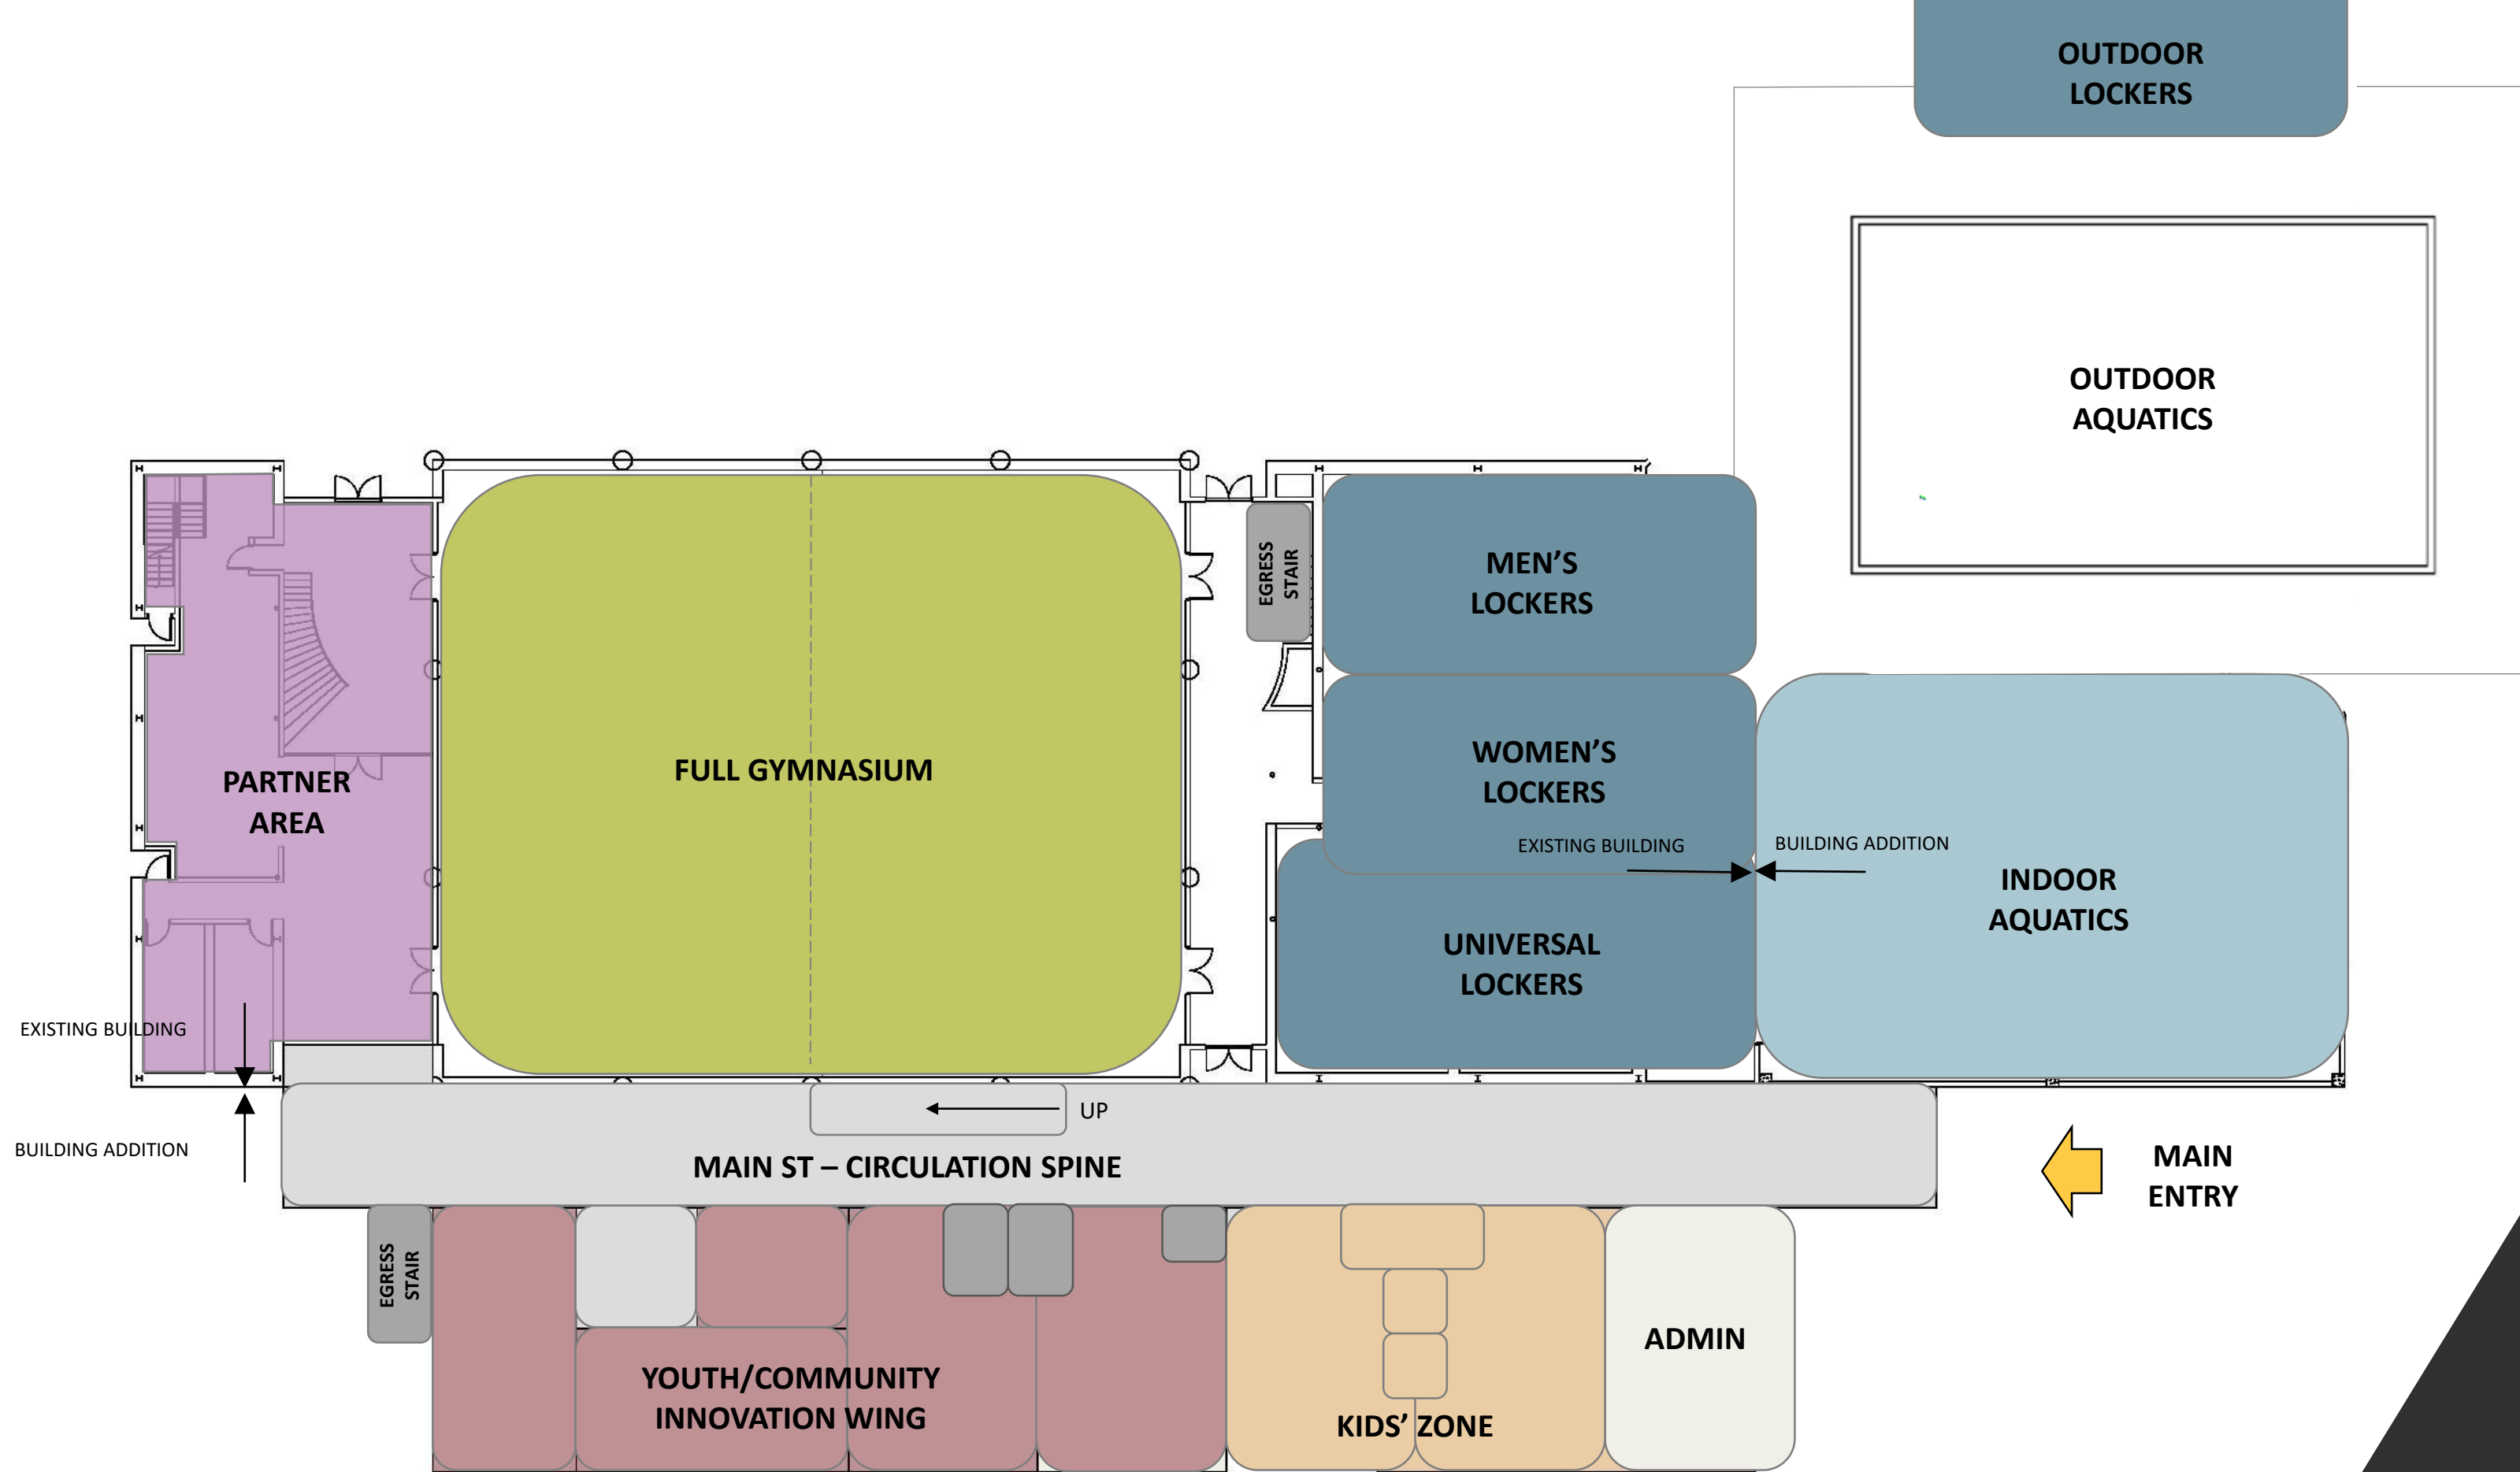 OUTDOOR
LOCKERS
OUTDOOR
AQUATICS
EGRESS
STAIR
MEN’S
LOCKERS
PARTNER
AREA
FULL GYMNASIUM
WOMEN’S
LOCKERS
EXISTING BUILDING
BUILDING ADDITION
INDOOR
AQUATICS
UNIVERSAL
LOCKERS
EXISTING BUILDING
BUILDING ADDITION
UP
MAIN ST – CIRCULATION SPINE
MAIN
ENTRY
EGRESS
STAIR
YOUTH/COMMUNITY
INNOVATION WING
KIDS’ ZONE
ADMIN